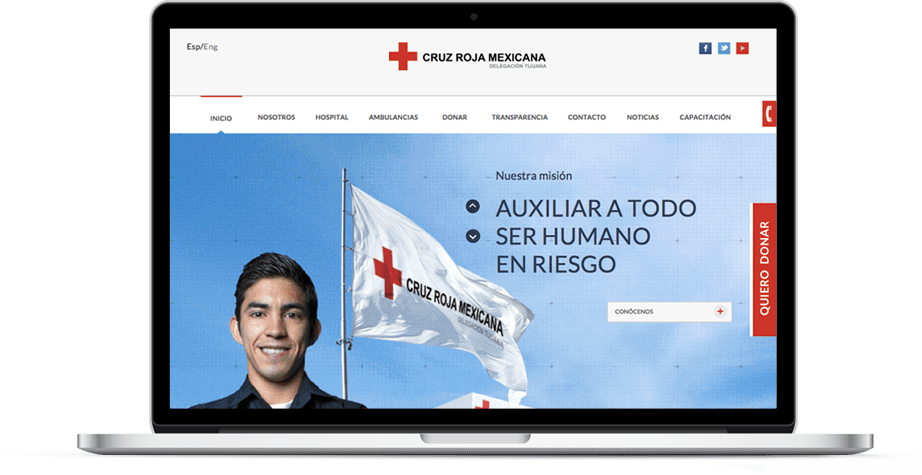 Esp/Eng
CRUZ ROJA MEXICANA
DELEGACIÓN TIJUANA
INICIO
NOSOTROS
HOSPITAL
AMBULANCIAS
DONAR
TRANSPARENCIA
CONTACTO
NOTICIAS
CAPACITACIÓN
Nuestra misión
AUXILIAR A TODO
SER HUMANO
EN RIESGO
CRUZ ROJA MEXICANA
DELEGACIÓN TIJUANA
CONÓCENOS
QUIERO DONAR